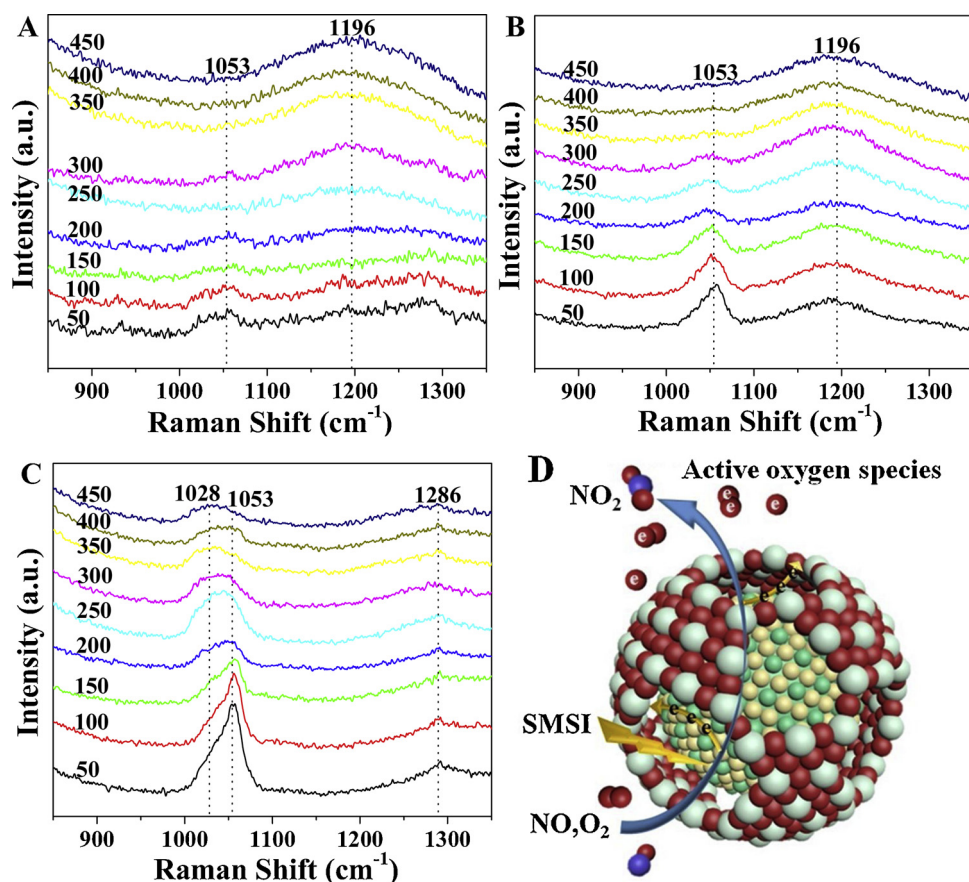 A
1053
1196
450
400
350
300
250
200
150
100
50
Intensity (a.u.)
900 1000 1100 1200 1300
Raman Shift (cm⁻¹)
B
1053
1196
450
400
350
300
250
200
150
100
50
Intensity (a.u.)
900 1000 1100 1200 1300
Raman Shift (cm⁻¹)
C
1028
1053
1286
450
400
350
300
250
200
150
100
50
Intensity (a.u.)
900 1000 1100 1200 1300
Raman Shift (cm⁻¹)
D
Active oxygen species
NO₂
e
e
e
e
e
e e e
e e e
SMSI
NO,O₂